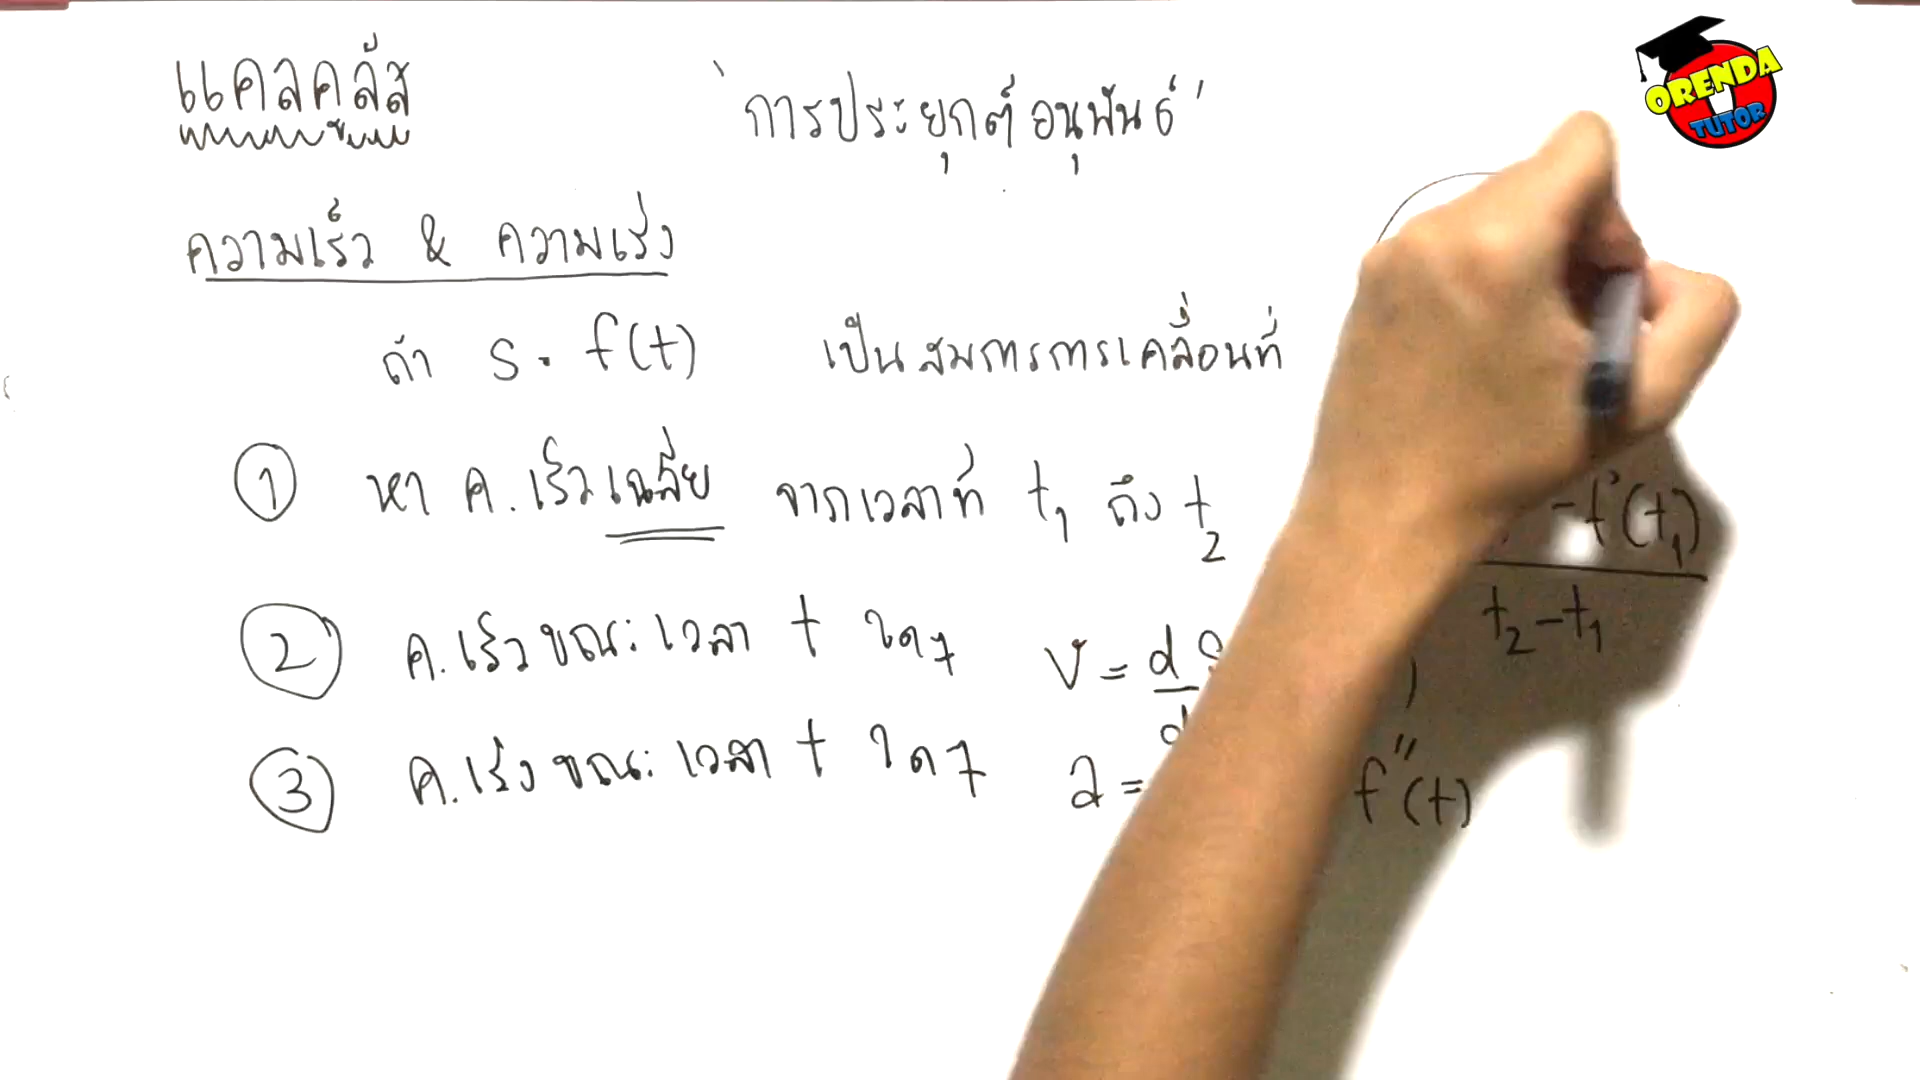 แคลคลัส
"การประยุกต์อนุพันธ์"
ORENDA
TUTOR
ความเร็ว & ความเร่ง
ถ้า s = f(t) เป็นสมการการเคลื่อนที่
1 หา ค.เร็วเฉลี่ย จากเวลาที่ t₁ ถึง t₂ -f(t₁)
t₂-t₁
2 ค.เร็วขณะเวลา t ใดๆ v = d
)
3 ค.เร่งขณะเวลา t ใดๆ a = f"(t)